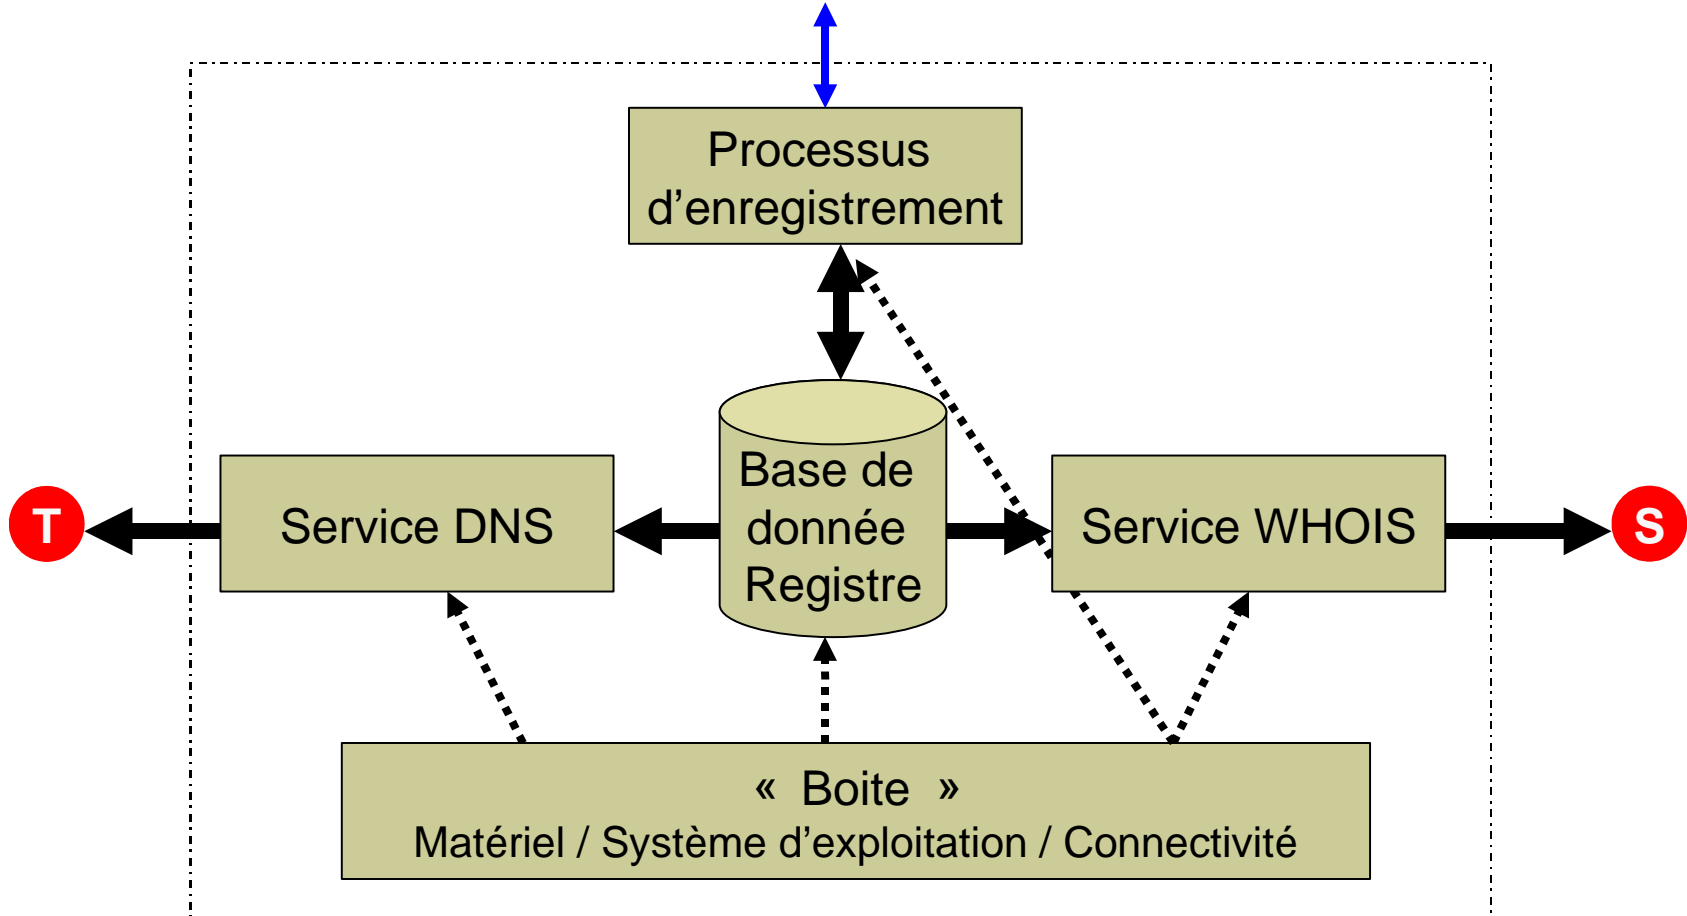 Processus
d’enregistrement
Base de
donnée
Registre
T
Service DNS
Service WHOIS
S
« Boite »
Matériel / Système d’exploitation / Connectivité